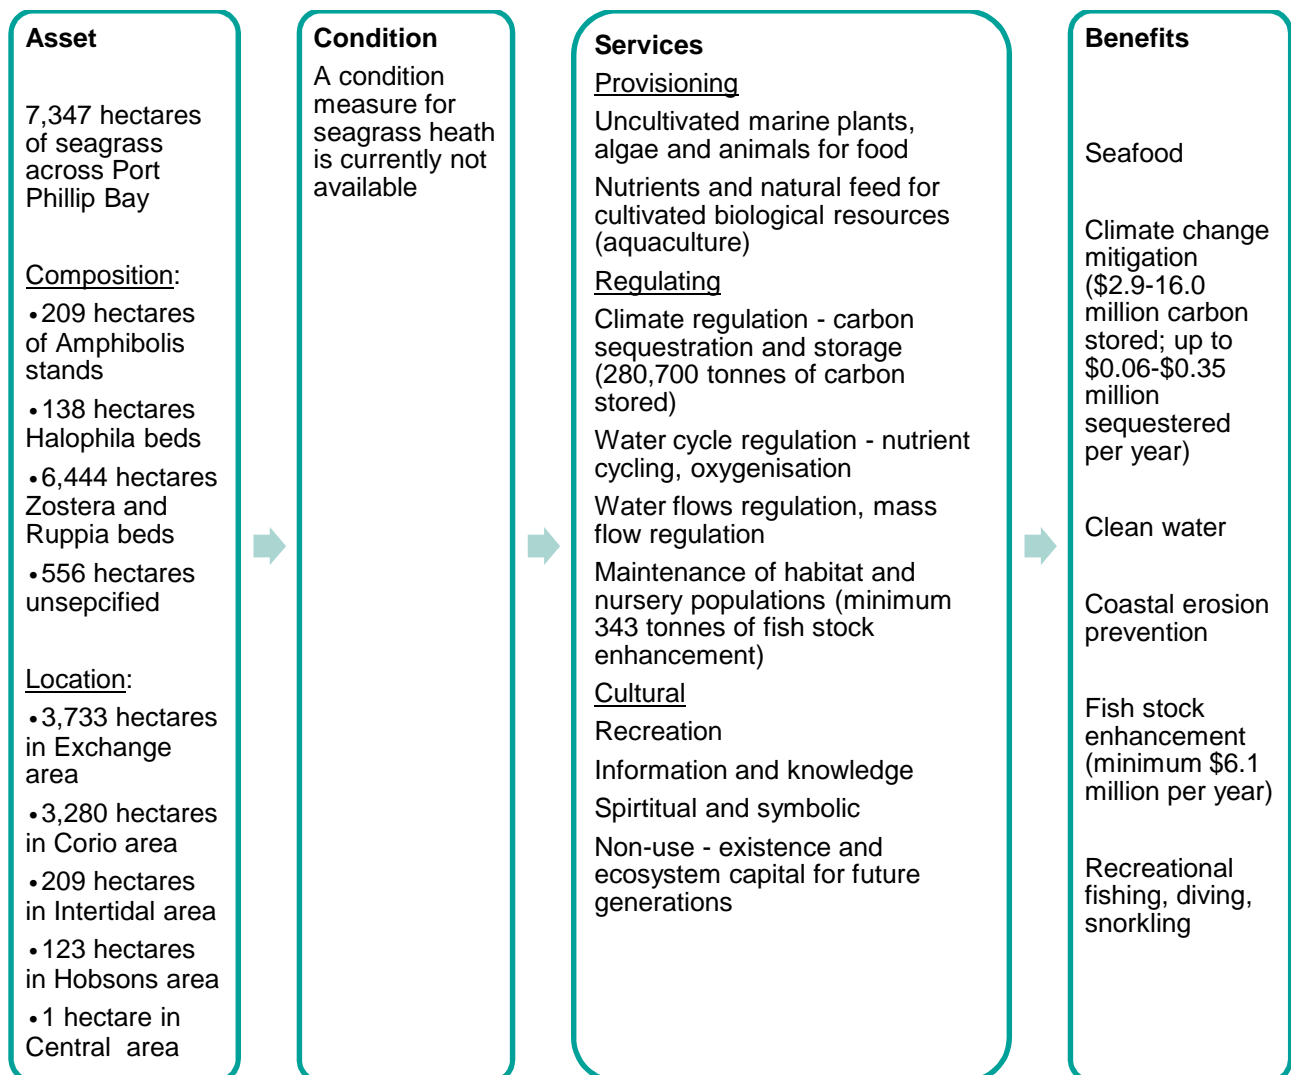 Asset
7,347 hectares
of seagrass
across Port
Phillip Bay
Composition:
•209 hectares
of Amphibolis
stands
•138 hectares
Halophila beds
•6,444 hectares
Zostera and
Ruppia beds
•556 hectares
unsepcified
Location:
•3,733 hectares
in Exchange
area
•3,280 hectares
in Corio area
•209 hectares
in Intertidal area
•123 hectares
in Hobsons area
•1 hectare in
Central area
Condition
A condition
measure for
seagrass heath
is currently not
available
Services
Provisioning
Uncultivated marine plants,
algae and animals for food
Nutrients and natural feed for
cultivated biological resources
(aquaculture)
Regulating
Climate regulation - carbon
sequestration and storage
(280,700 tonnes of carbon
stored)
Water cycle regulation - nutrient
cycling, oxygenisation
Water flows regulation, mass
flow regulation
Maintenance of habitat and
nursery populations (minimum
343 tonnes of fish stock
enhancement)
Cultural
Recreation
Information and knowledge
Spirtitual and symbolic
Non-use - existence and
ecosystem capital for future
generations
Benefits
Seafood
Climate change
mitigation
($2.9-16.0
million carbon
stored; up to
$0.06-$0.35
million
sequestered
per year)
Clean water
Coastal erosion
prevention
Fish stock
enhancement
(minimum $6.1
million per year)
Recreational
fishing, diving,
snorkling